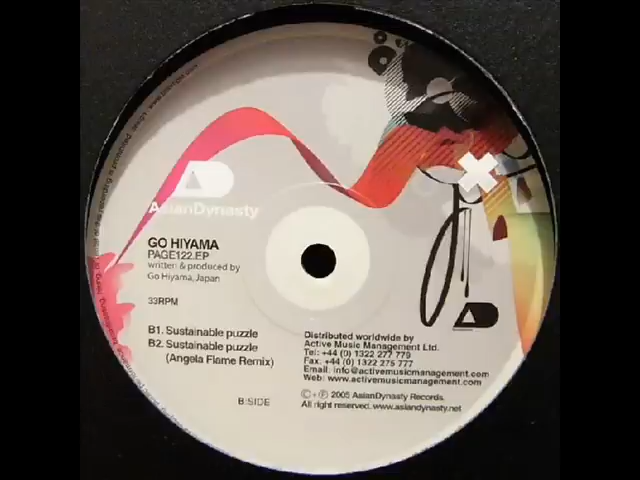 AsianDynasty
GO HIYAMA
PAGE122.EP
written & produced by
Go Hiyama, Japan
33RPM
B1. Sustainable puzzle
B2. Sustainable puzzle
(Angela Flame Remix)
B:SIDE
Distributed worldwide by
Active Music Management Ltd.
Tel: +44 (0) 1322 277 779
Fax: +44 (0) 1322 275 777
Email: info@activemusicmanagement.com
Web: www.activemusicmanagement.com
©+℗ 2005 AsianDynasty Records.
All right reserved. www.asiandynasty.net